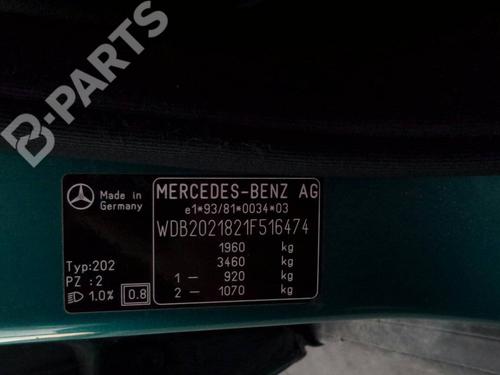 B-PARTS
Made in
Germany
MERCEDES-BENZ AG
e1*93/81*0034*03
WDB2021821F516474
1960 kg
3460 kg
Typ:202
1 — 920 kg
PZ :2
2 — 1070 kg
1.0% 0.8